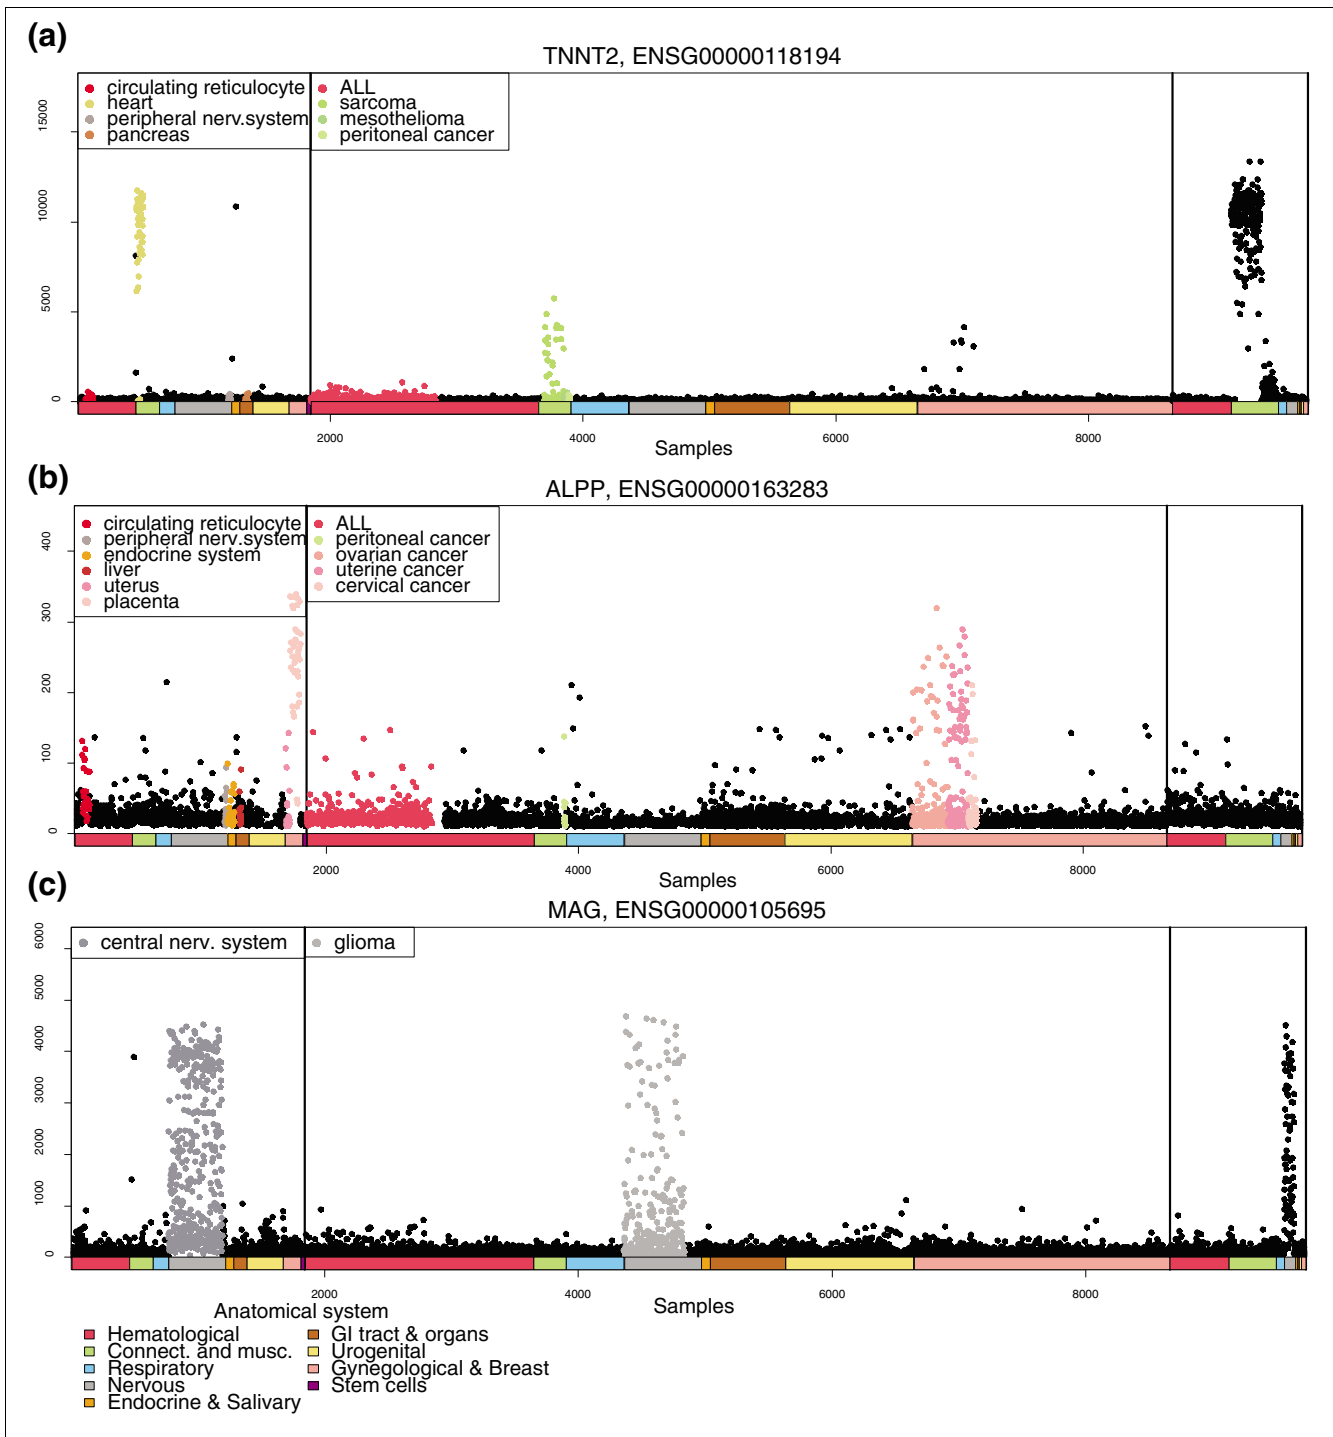 (a)
TNNT2, ENSG00000118194
circulating reticulocyte
heart
peripheral nerv.system
pancreas
ALL
sarcoma
mesothelioma
peritoneal cancer
15000
10000
5000
0
2000
4000
6000
8000
Samples
(b)
ALPP, ENSG00000163283
circulating reticulocyte
peripheral nerv.system
endocrine system
liver
uterus
placenta
ALL
peritoneal cancer
ovarian cancer
uterine cancer
cervical cancer
400
300
200
100
0
2000
4000
6000
8000
Samples
(c)
MAG, ENSG00000105695
central nerv. system
glioma
6000
5000
4000
3000
2000
1000
0
2000
4000
6000
8000
Samples
Anatomical system
Hematological
Connect. and musc.
Respiratory
Nervous
Endocrine & Salivary
GI tract & organs
Urogenital
Gynegological & Breast
Stem cells